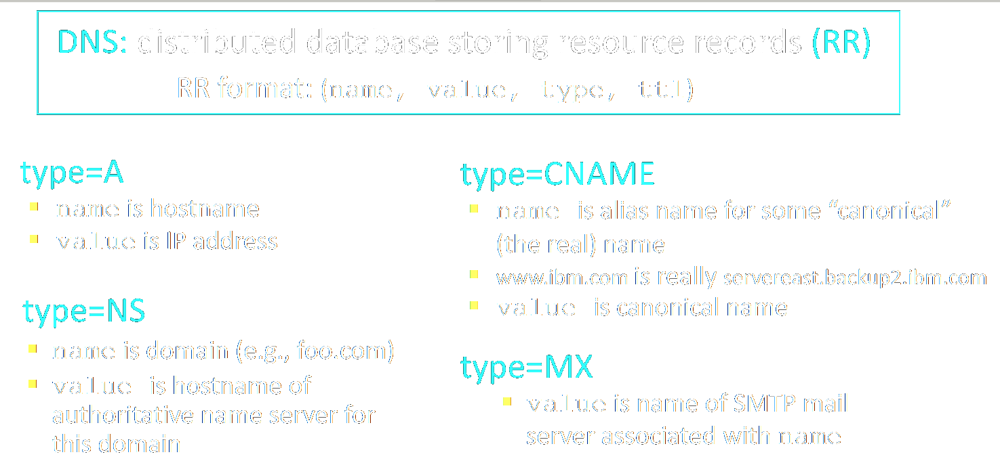 DNS: distributed database storing resource records (RR)
RR format: (name, value, type, ttl)
type=A
▪ name is hostname
▪ value is IP address
type=NS
▪ name is domain (e.g., foo.com)
▪ value is hostname of
authoritative name server for
this domain
type=CNAME
▪ name is alias name for some “canonical”
(the real) name
▪ www.ibm.com is really servereast.backup2.ibm.com
▪ value is canonical name
type=MX
▪ value is name of SMTP mail
server associated with name